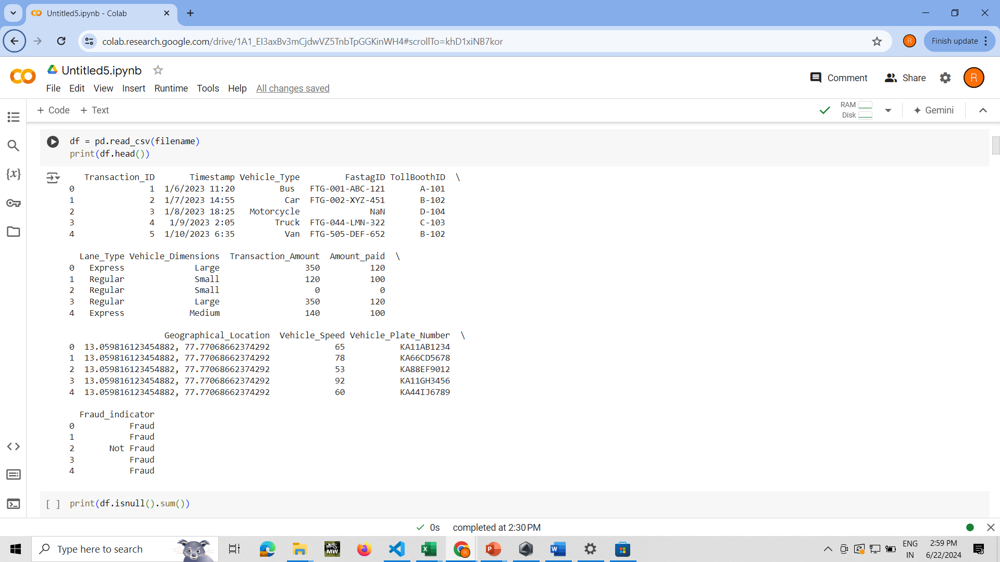 Untitled5.ipynb - Colab
colab.research.google.com/drive/1A1_EI3axBv3mCjdwVZ5TnbTpGGKinWH4#scrollTo=khD1xiNB7kor
R
Finish update
Untitled5.ipynb
File Edit View Insert Runtime Tools Help All changes saved
Comment
Share
R
+ Code + Text
RAM
Disk
Gemini
df = pd.read_csv(filename)
print(df.head())
Transaction_ID Timestamp Vehicle_Type FastagID TollBoothID \
0 1 1/6/2023 11:20 Bus FTG-001-ABC-121 A-101
1 2 1/7/2023 14:55 Car FTG-002-XYZ-451 B-102
2 3 1/8/2023 18:25 Motorcycle NaN D-104
3 4 1/9/2023 2:05 Truck FTG-044-LMN-322 C-103
4 5 1/10/2023 6:35 Van FTG-505-DEF-652 B-102
Lane_Type Vehicle_Dimensions Transaction_Amount Amount_paid \
0 Express Large 350 120
1 Regular Small 120 100
2 Regular Small 0 0
3 Regular Large 350 120
4 Express Medium 140 100
Geographical_Location Vehicle_Speed Vehicle_Plate_Number \
0 13.059816123454882, 77.77068662374292 65 KA11AB1234
1 13.059816123454882, 77.77068662374292 78 KA66CD5678
2 13.059816123454882, 77.77068662374292 53 KA88EF9012
3 13.059816123454882, 77.77068662374292 92 KA11GH3456
4 13.059816123454882, 77.77068662374292 60 KA44IJ6789
Fraud_indicator
0 Fraud
1 Fraud
2 Not Fraud
3 Fraud
4 Fraud
[ ] print(df.isnull().sum())
0s completed at 2:30 PM
Type here to search
ENG
IN
2:59 PM
6/22/2024